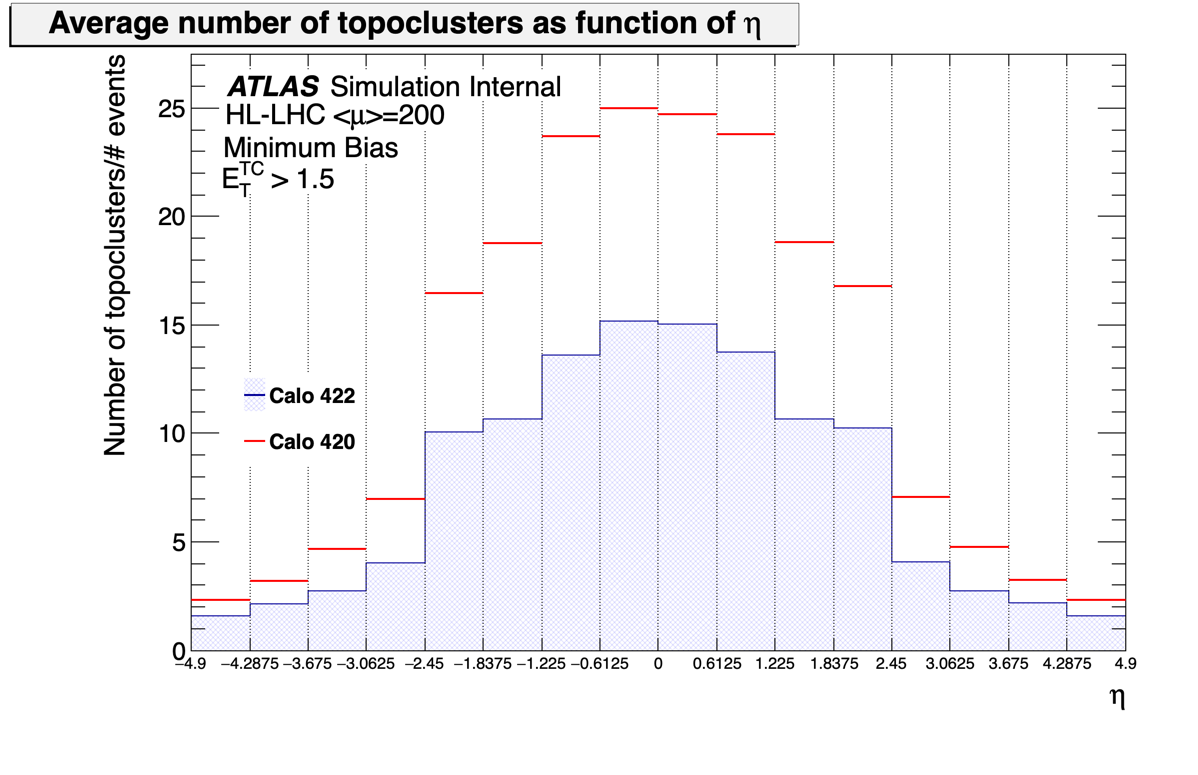 Average number of topoclusters as function of η
Number of topoclusters/# events
ATLAS Simulation Internal
HL-LHC <μ>=200
Minimum Bias
E_T^TC > 1.5
25
20
15
10
5
0
Calo 422
Calo 420
−4.9 −4.2875 −3.675 −3.0625 −2.45 −1.8375 −1.225 −0.6125 0 0.6125 1.225 1.8375 2.45 3.0625 3.675 4.2875 4.9
η